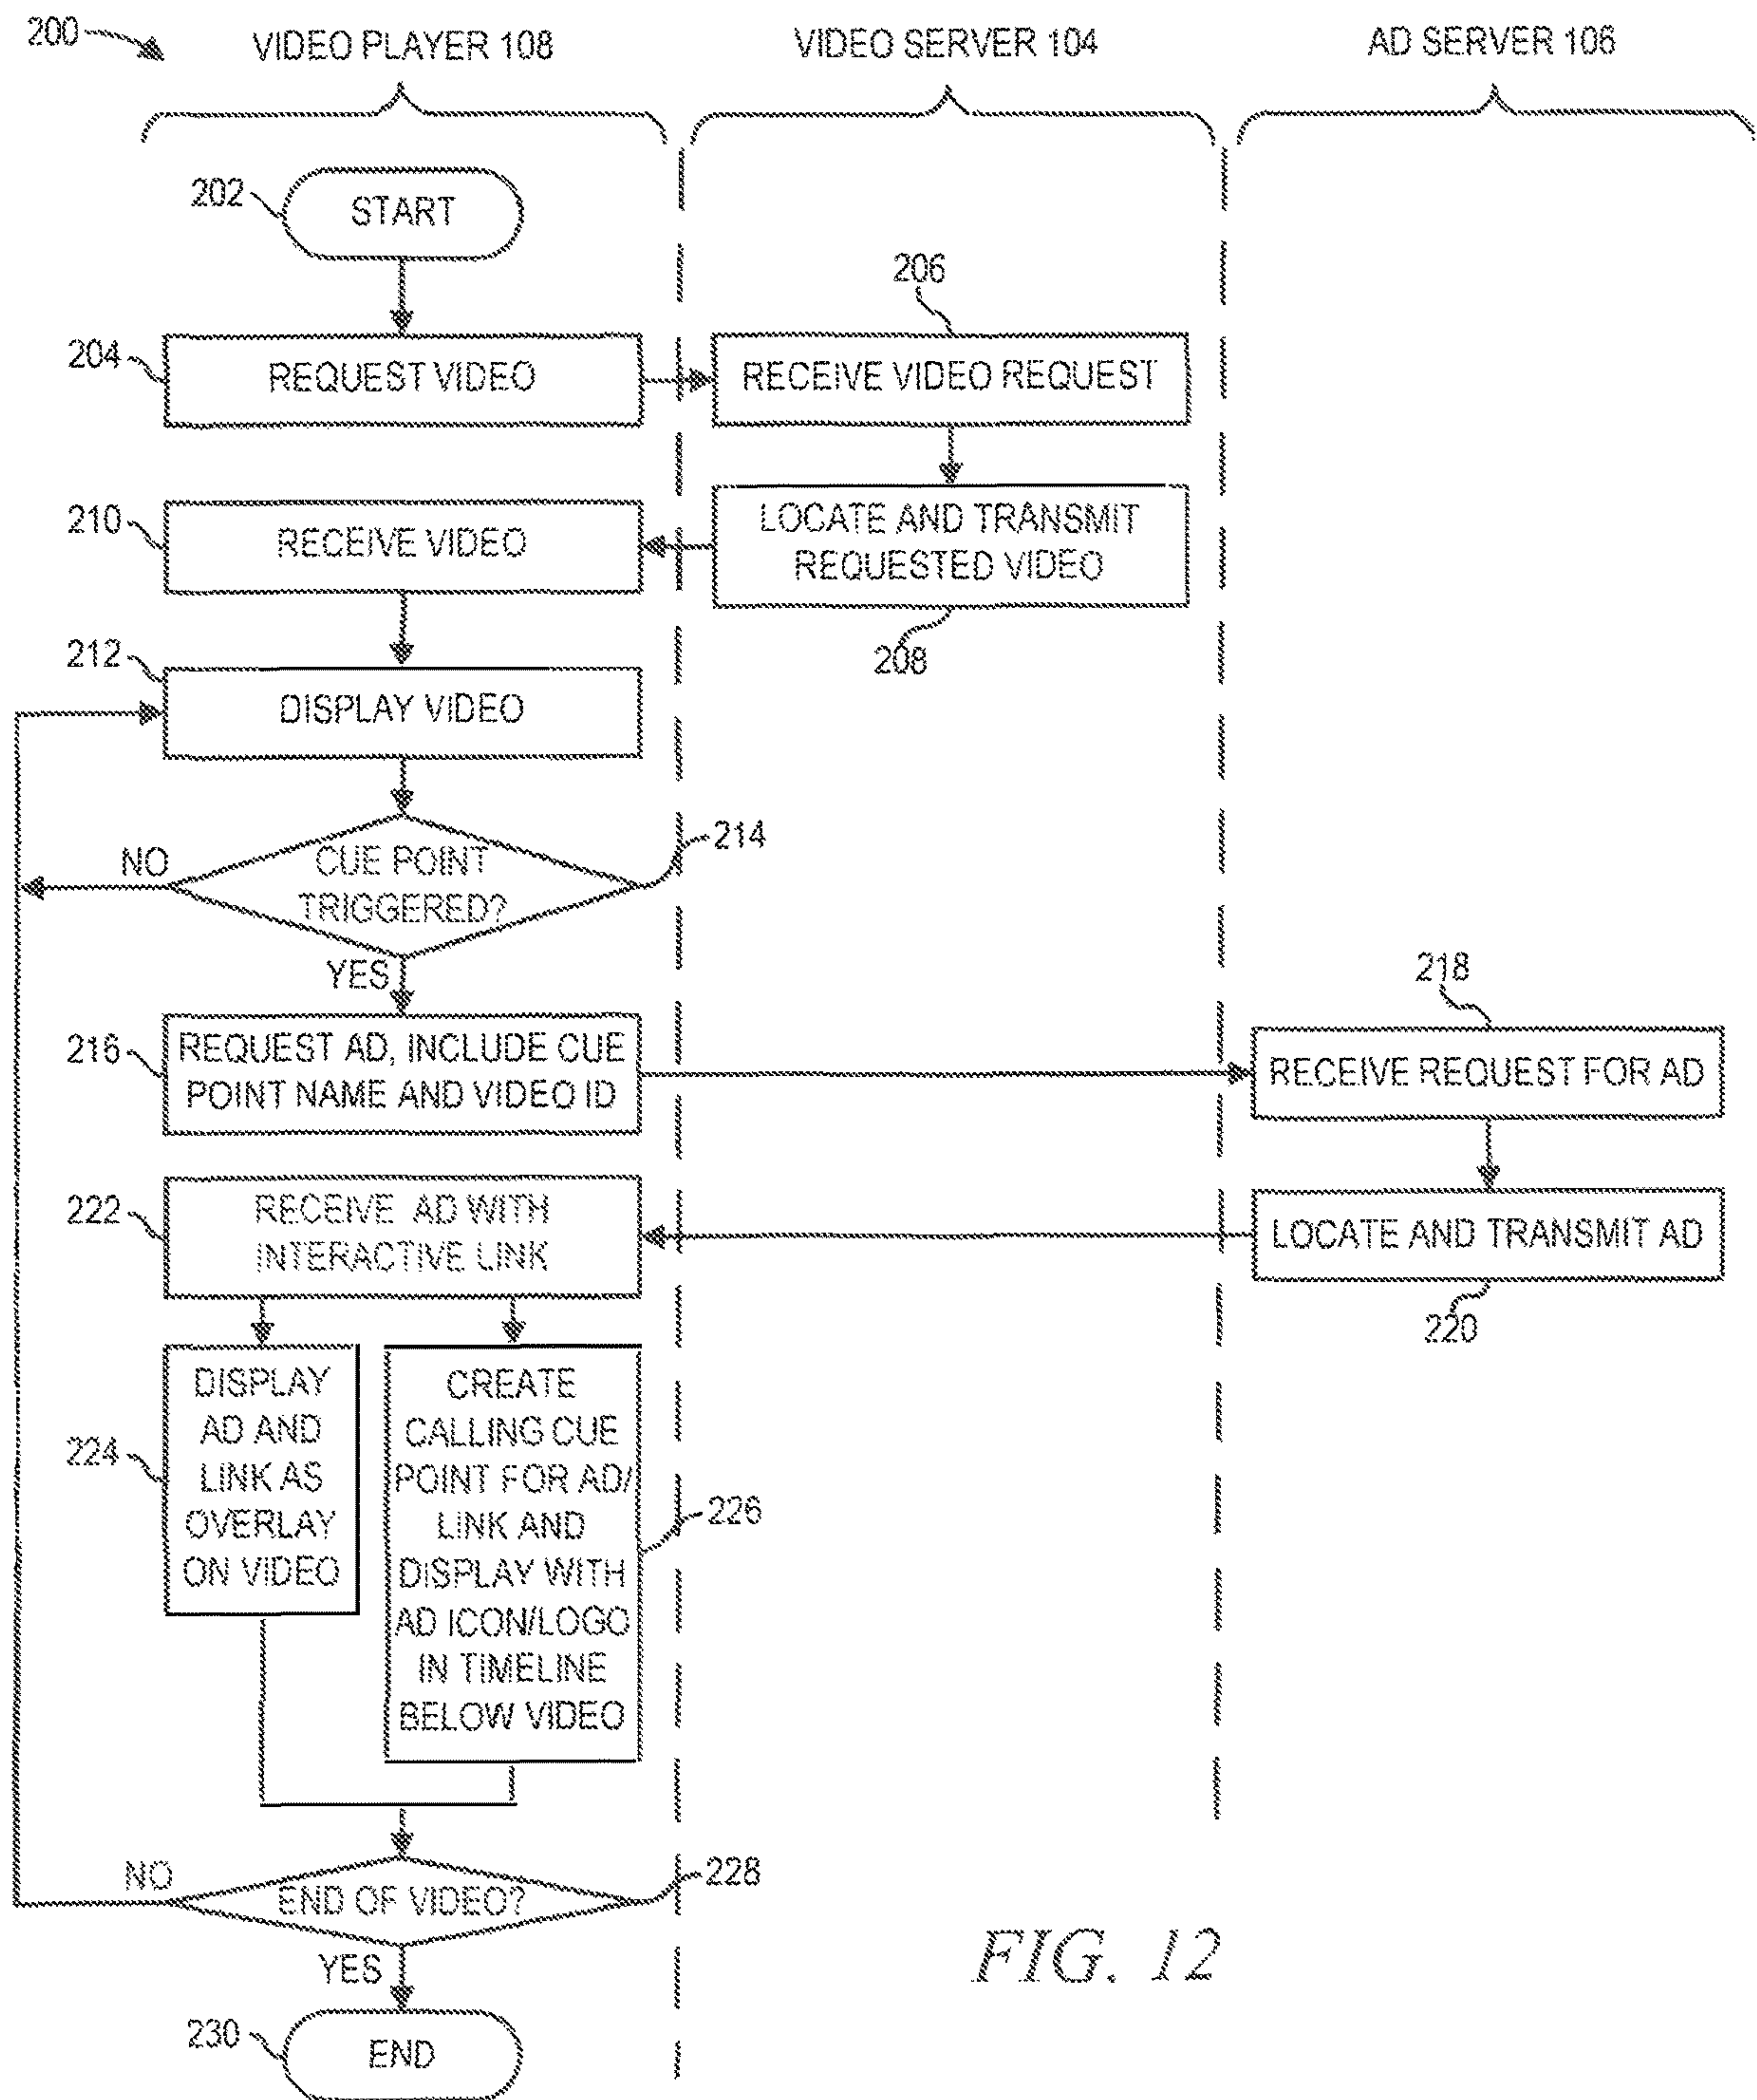 200
VIDEO PLAYER 108
VIDEO SERVER 104
AD SERVER 106
202
START
206
204
REQUEST VIDEO
RECEIVE VIDEO REQUEST
210
RECEIVE VIDEO
LOCATE AND TRANSMIT
REQUESTED VIDEO
208
212
DISPLAY VIDEO
214
NO
CUE POINT
TRIGGERED?
YES
218
216
REQUEST AD, INCLUDE CUE
POINT NAME AND VIDEO ID
RECEIVE REQUEST FOR AD
222
RECEIVE AD WITH
INTERACTIVE LINK
LOCATE AND TRANSMIT AD
220
224
DISPLAY
AD AND
LINK AS
OVERLAY
ON VIDEO
CREATE
CALLING CUE
POINT FOR AD/
LINK AND
DISPLAY WITH
AD ICON/LOGO
IN TIMELINE
BELOW VIDEO
226
NO
END OF VIDEO?
228
YES
230
END
FIG. 12